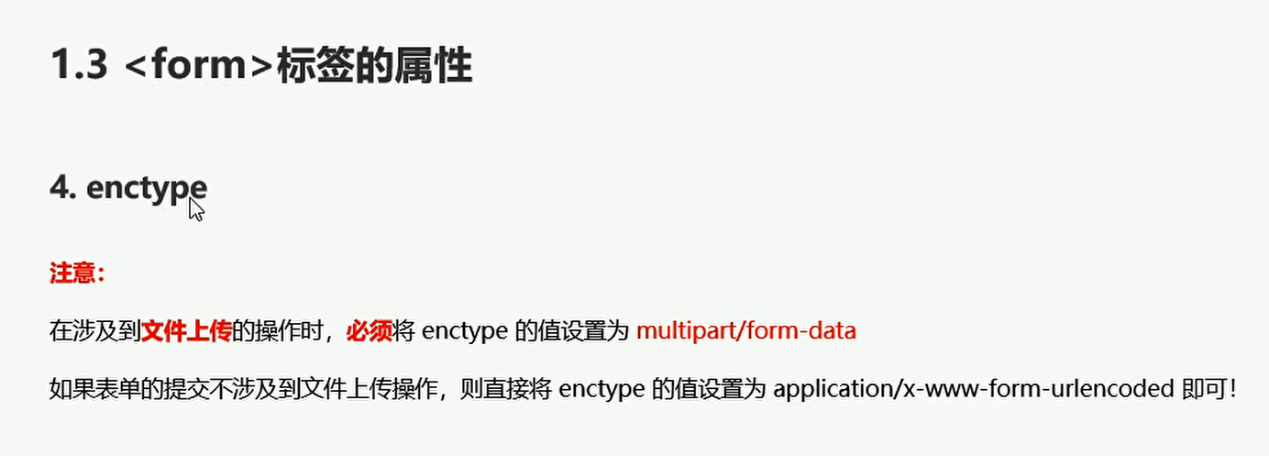 1.3 <form>标签的属性
4. enctype
注意：
在涉及到文件上传的操作时，必须将 enctype 的值设置为 multipart/form-data
如果表单的提交不涉及到文件上传操作，则直接将 enctype 的值设置为 application/x-www-form-urlencoded 即可！